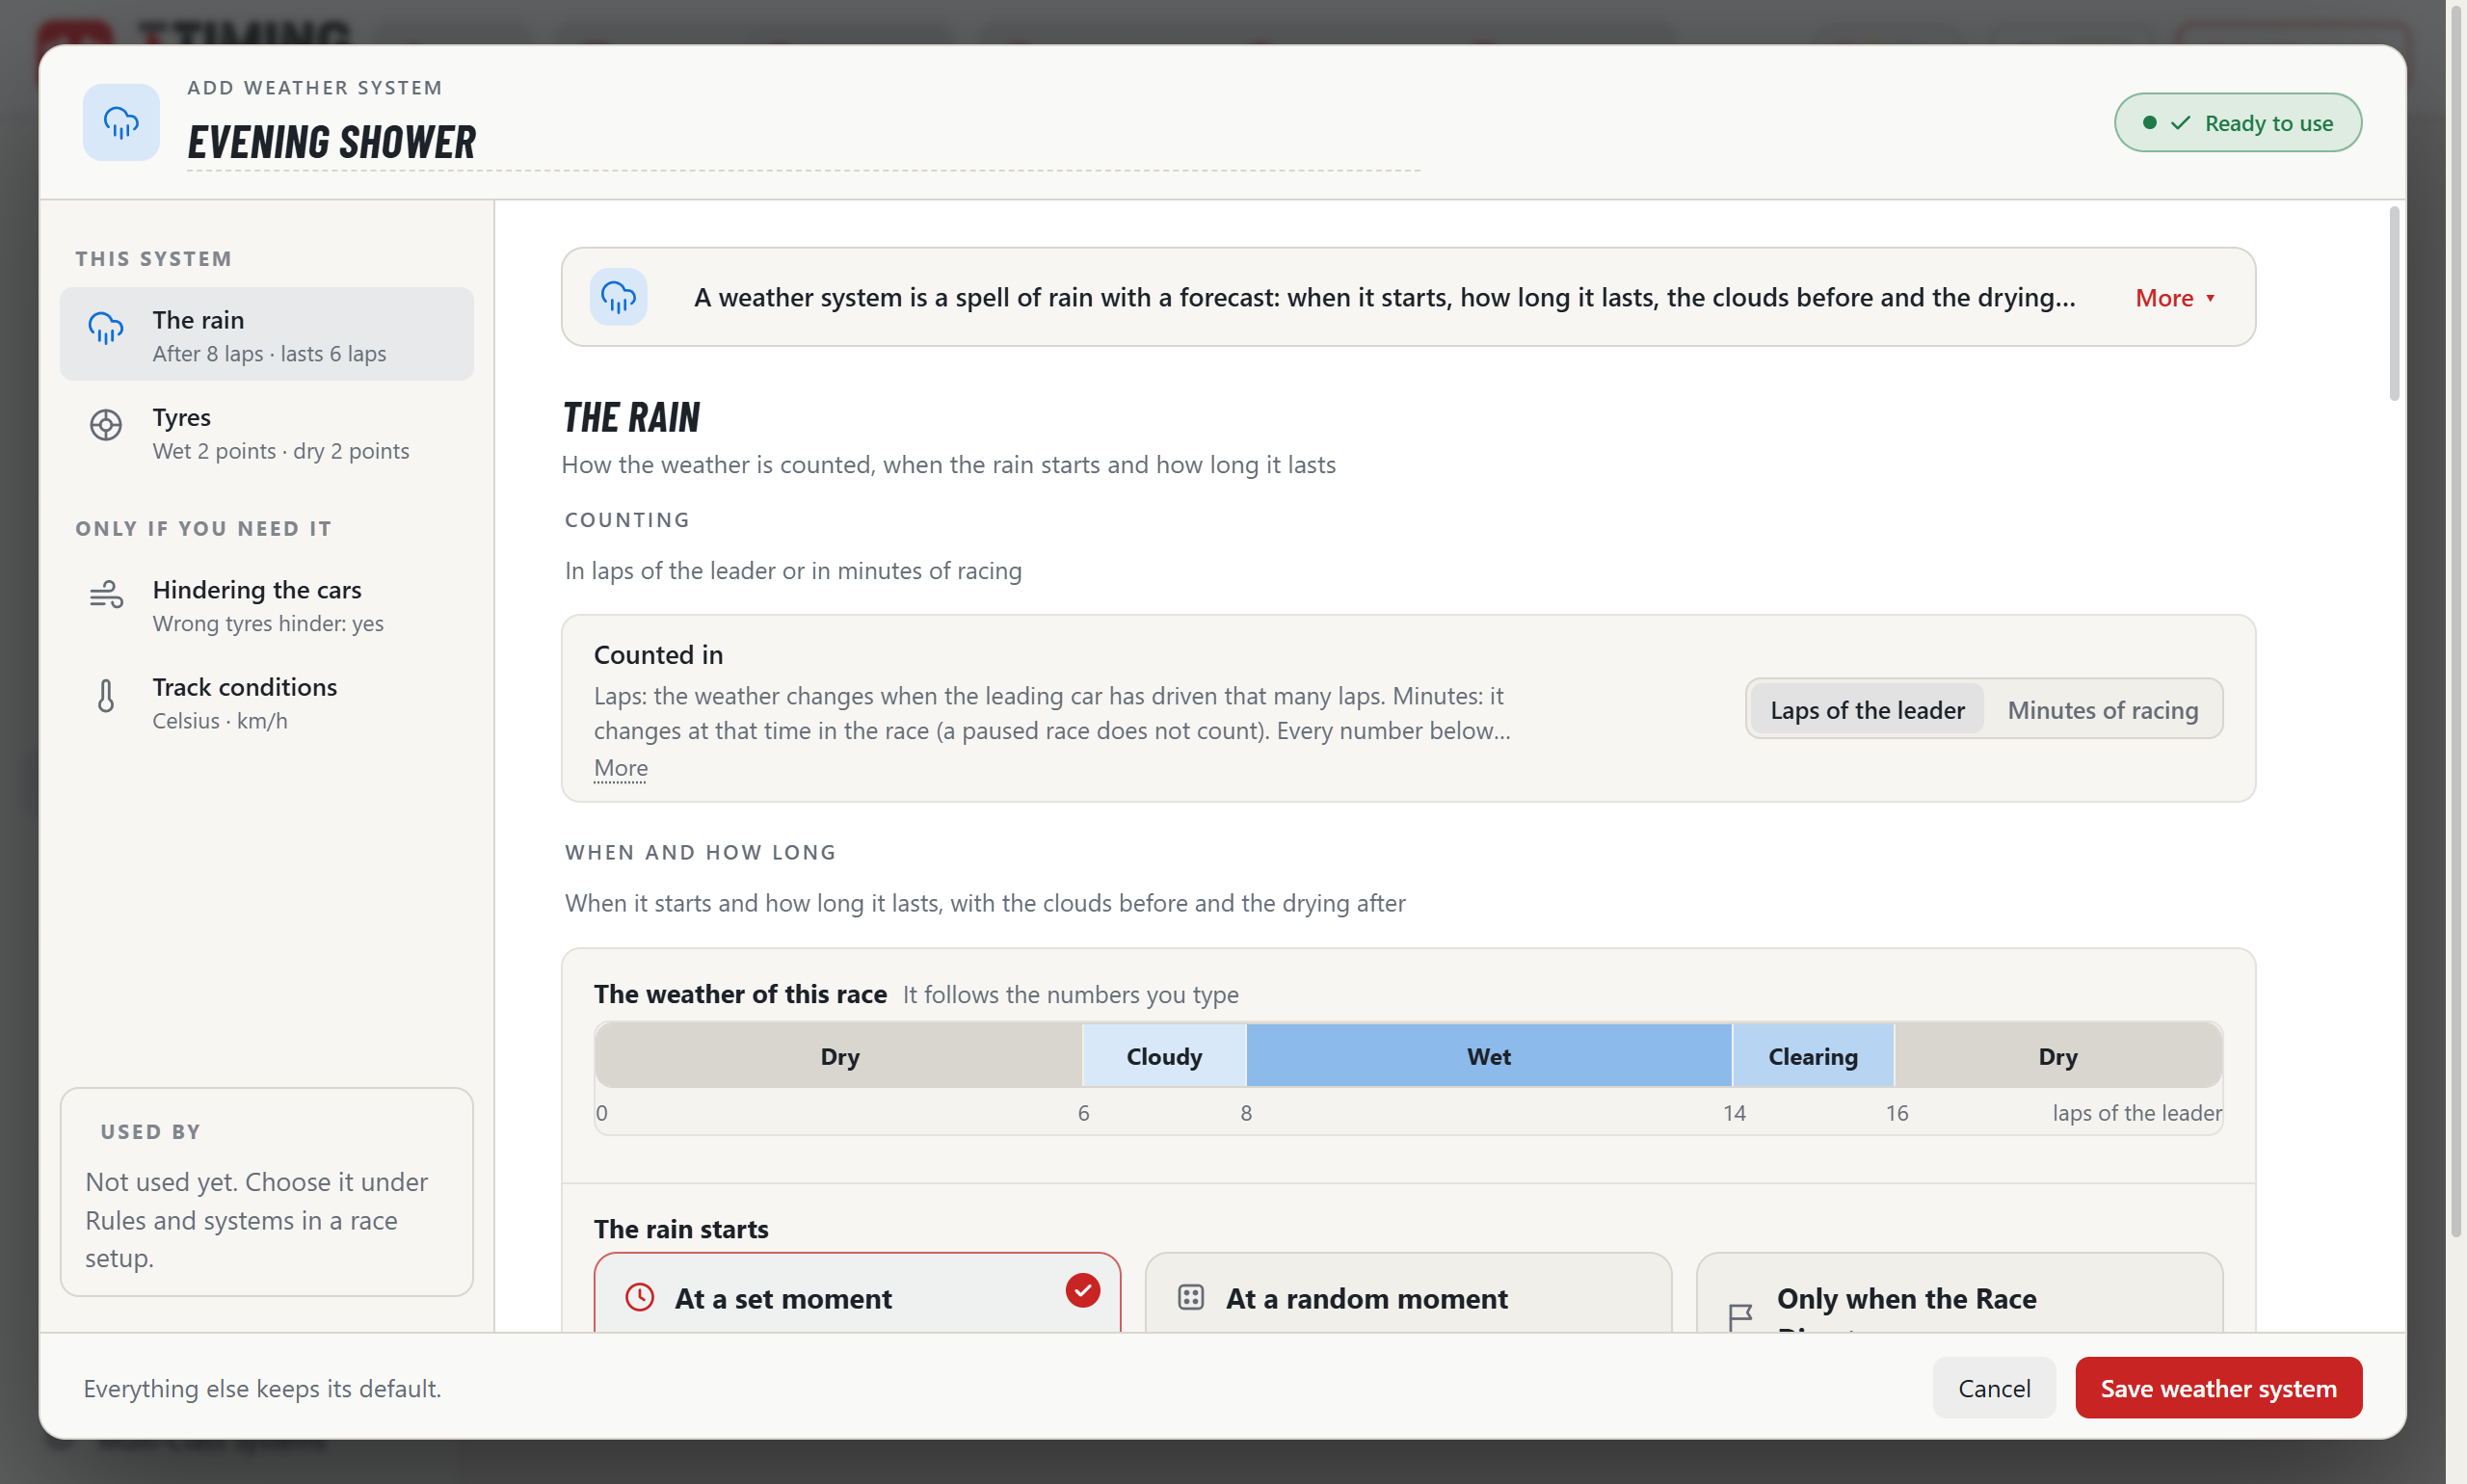 TIMING
ADD WEATHER SYSTEM
EVENING SHOWER
Ready to use
THIS SYSTEM
The rain
After 8 laps · lasts 6 laps
Tyres
Wet 2 points · dry 2 points
ONLY IF YOU NEED IT
Hindering the cars
Wrong tyres hinder: yes
Track conditions
Celsius · km/h
USED BY
Not used yet. Choose it under
Rules and systems in a race
setup.
A weather system is a spell of rain with a forecast: when it starts, how long it lasts, the clouds before and the drying...
More
THE RAIN
How the weather is counted, when the rain starts and how long it lasts
COUNTING
In laps of the leader or in minutes of racing
Counted in
Laps: the weather changes when the leading car has driven that many laps. Minutes: it
changes at that time in the race (a paused race does not count). Every number below...
More
Laps of the leader
Minutes of racing
WHEN AND HOW LONG
When it starts and how long it lasts, with the clouds before and the drying after
The weather of this race It follows the numbers you type
Dry Cloudy Wet Clearing Dry
0 6 8 14 16 laps of the leader
The rain starts
At a set moment
At a random moment
Only when the Race
Everything else keeps its default.
Cancel
Save weather system